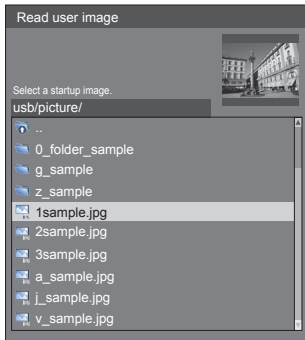 Read user image
Select a startup image.
usb/picture/
..
0_folder_sample
g_sample
z_sample
1sample.jpg
2sample.jpg
3sample.jpg
a_sample.jpg
j_sample.jpg
v_sample.jpg